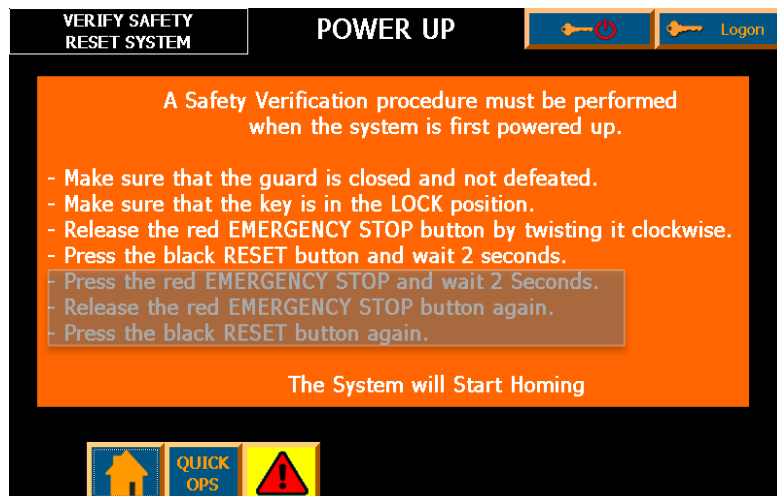 VERIFY SAFETY
RESET SYSTEM
POWER UP
Logon
A Safety Verification procedure must be performed
when the system is first powered up.
- Make sure that the guard is closed and not defeated.
- Make sure that the key is in the LOCK position.
- Release the red EMERGENCY STOP button by twisting it clockwise.
- Press the black RESET button and wait 2 seconds.
- Press the red EMERGENCY STOP and wait 2 Seconds.
- Release the red EMERGENCY STOP button again.
- Press the black RESET button again.
The System will Start Homing
QUICK
OPS